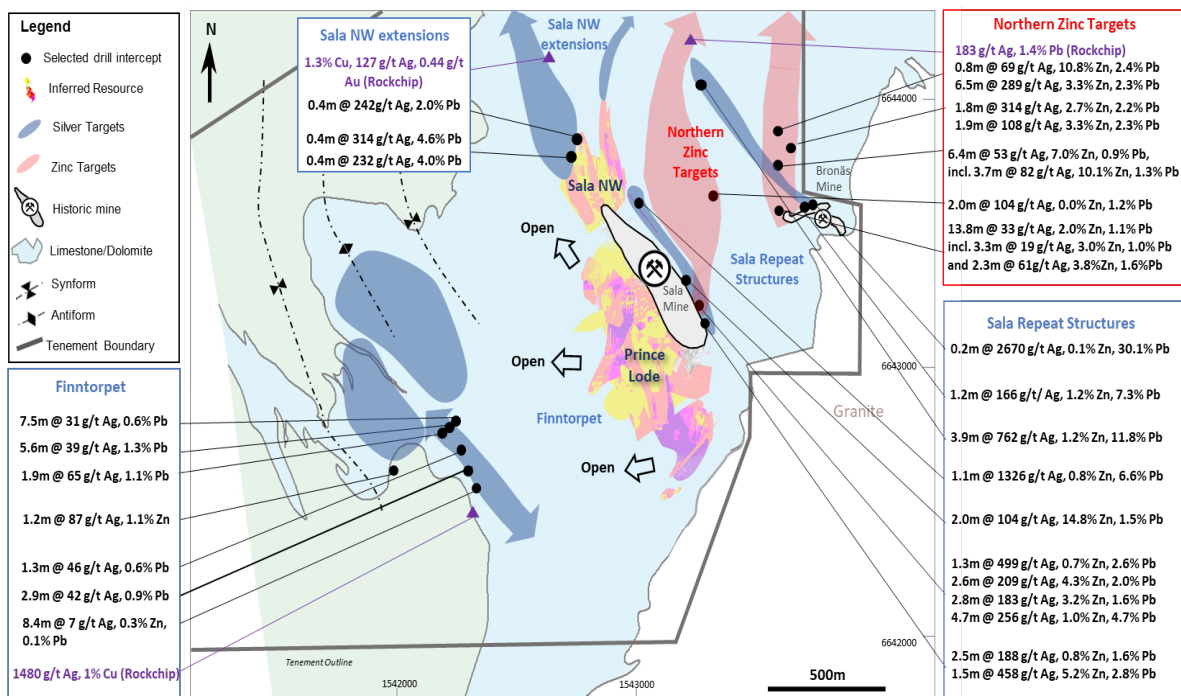 Legend
Selected drill intercept
Inferred Resource
Silver Targets
Zinc Targets
Historic mine
Limestone/Dolomite
Synform
Antiform
Tenement Boundary
N
Sala NW extensions
1.3% Cu, 127 g/t Ag, 0.44 g/t
Au (Rockchip)
0.4m @ 242g/t Ag, 2.0% Pb
0.4m @ 314 g/t Ag, 4.6% Pb
0.4m @ 232 g/t Ag, 4.0% Pb
Sala NW
extensions
Northern
Zinc
Targets
Sala NW
Bronäs
Mine
Open
Sala Repeat
Structures
Sala
Mine
Prince
Lode
Open
Finntorpet
Granite
Open
6644000
6643000
6642000
1542000
1543000
Tenement Outline
500m
Finntorpet
7.5m @ 31 g/t Ag, 0.6% Pb
5.6m @ 39 g/t Ag, 1.3% Pb
1.9m @ 65 g/t Ag, 1.1% Pb
1.2m @ 87 g/t Ag, 1.1% Zn
1.3m @ 46 g/t Ag, 0.6% Pb
2.9m @ 42 g/t Ag, 0.9% Pb
8.4m @ 7 g/t Ag, 0.3% Zn,
0.1% Pb
1480 g/t Ag, 1% Cu (Rockchip)
Northern Zinc Targets
183 g/t Ag, 1.4% Pb (Rockchip)
0.8m @ 69 g/t Ag, 10.8% Zn, 2.4% Pb
6.5m @ 289 g/t Ag, 3.3% Zn, 2.3% Pb
1.8m @ 314 g/t Ag, 2.7% Zn, 2.2% Pb
1.9m @ 108 g/t Ag, 3.3% Zn, 2.3% Pb
6.4m @ 53 g/t Ag, 7.0% Zn, 0.9% Pb,
incl. 3.7m @ 82 g/t Ag, 10.1% Zn, 1.3% Pb
2.0m @ 104 g/t Ag, 0.0% Zn, 1.2% Pb
13.8m @ 33 g/t Ag, 2.0% Zn, 1.1% Pb
incl. 3.3m @ 19 g/t Ag, 3.0% Zn, 1.0% Pb
and 2.3m @ 61g/t Ag, 3.8%Zn, 1.6%Pb
Sala Repeat Structures
0.2m @ 2670 g/t Ag, 0.1% Zn, 30.1% Pb
1.2m @ 166 g/t/ Ag, 1.2% Zn, 7.3% Pb
3.9m @ 762 g/t Ag, 1.2% Zn, 11.8% Pb
1.1m @ 1326 g/t Ag, 0.8% Zn, 6.6% Pb
2.0m @ 104 g/t Ag, 14.8% Zn, 1.5% Pb
1.3m @ 499 g/t Ag, 0.7% Zn, 2.6% Pb
2.6m @ 209 g/t Ag, 4.3% Zn, 2.0% Pb
2.8m @ 183 g/t Ag, 3.2% Zn, 1.6% Pb
4.7m @ 256 g/t Ag, 1.0% Zn, 4.7% Pb
2.5m @ 188 g/t Ag, 0.8% Zn, 1.6% Pb
1.5m @ 458 g/t Ag, 5.2% Zn, 2.8% Pb